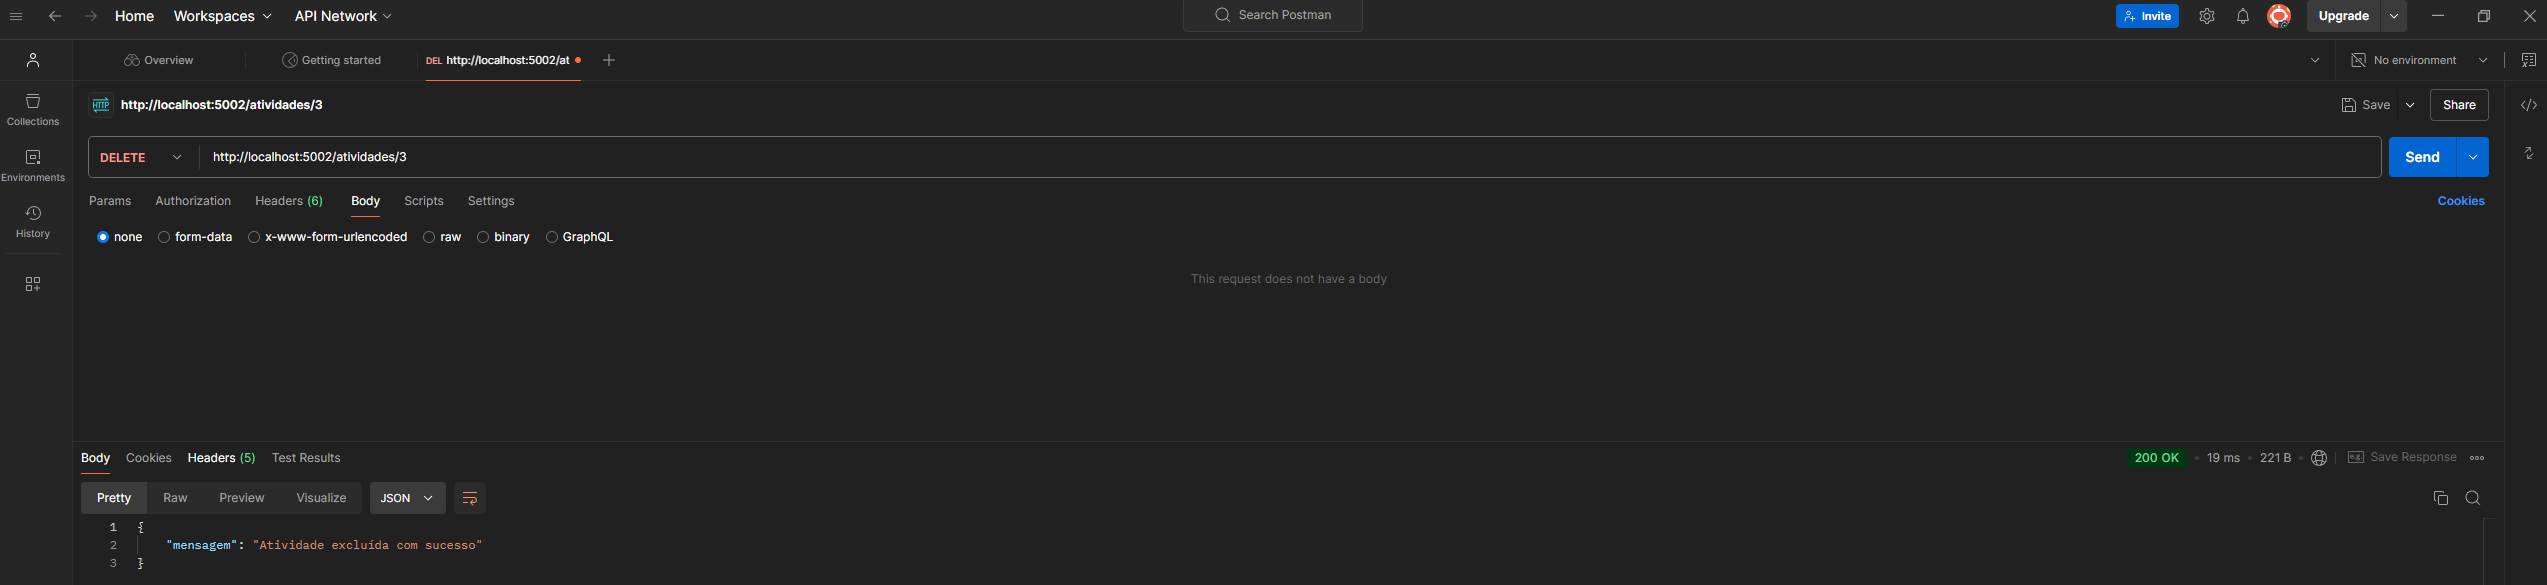 Home Workspaces API Network Search Postman Invite Upgrade
Overview Getting started DEL http://localhost:5002/at No environment
HTTP http://localhost:5002/atividades/3 Save Share
Collections
DELETE http://localhost:5002/atividades/3 Send
Environments
Params Authorization Headers (6) Body Scripts Settings Cookies
History
none form-data x-www-form-urlencoded raw binary GraphQL
This request does not have a body
Body Cookies Headers (5) Test Results 200 OK 19 ms 221 B e.g. Save Response
Pretty Raw Preview Visualize JSON
1 {
2 "mensagem": "Atividade excluída com sucesso"
3 }